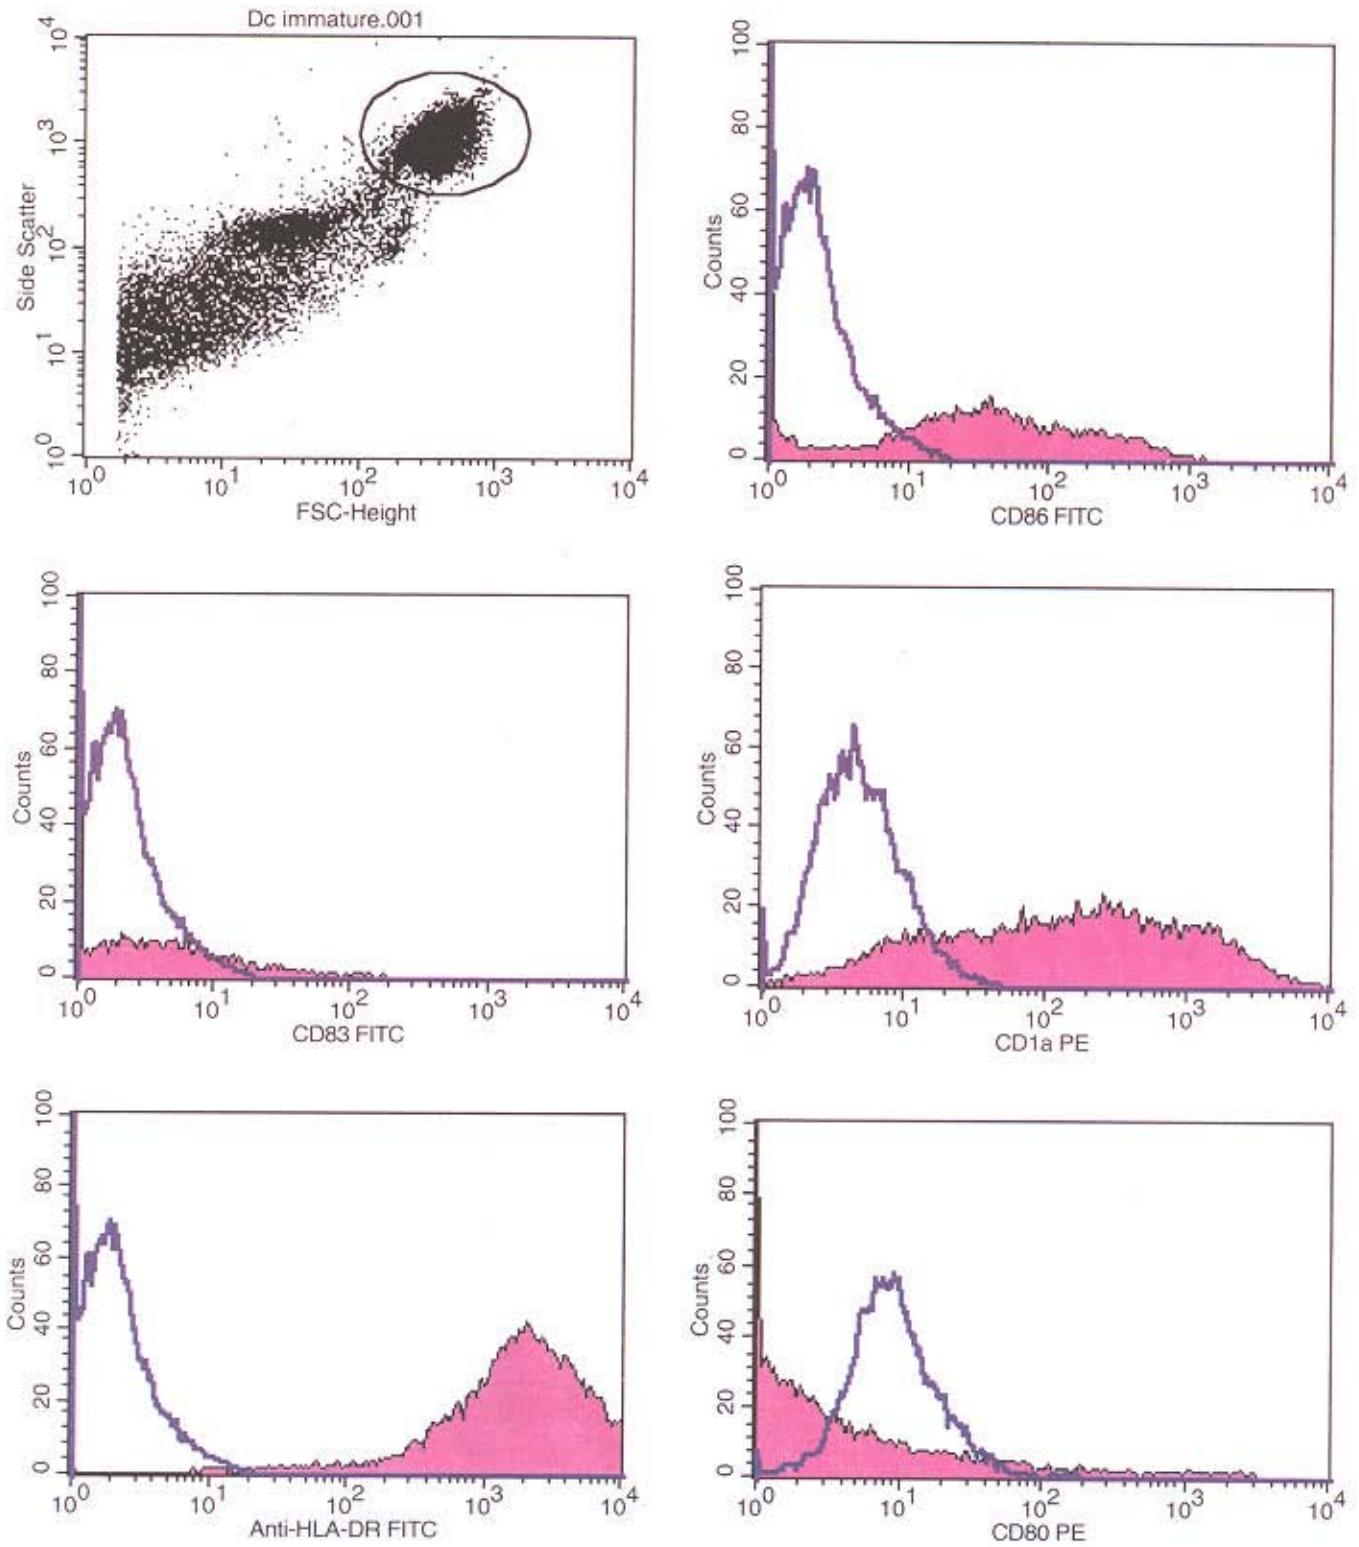 Dc immature.001
Side Scatter
10^4
10^3
10^2
10^1
10^0
10^0 10^1 10^2 10^3 10^4
FSC-Height
Counts
100
80
60
40
20
0
10^0 10^1 10^2 10^3 10^4
CD86 FITC
Counts
100
80
60
40
20
0
10^0 10^1 10^2 10^3 10^4
CD83 FITC
Counts
100
80
60
40
20
0
10^0 10^1 10^2 10^3 10^4
CD1a PE
Counts
100
80
60
40
20
0
10^0 10^1 10^2 10^3 10^4
Anti-HLA-DR FITC
Counts
100
80
60
40
20
0
10^0 10^1 10^2 10^3 10^4
CD80 PE